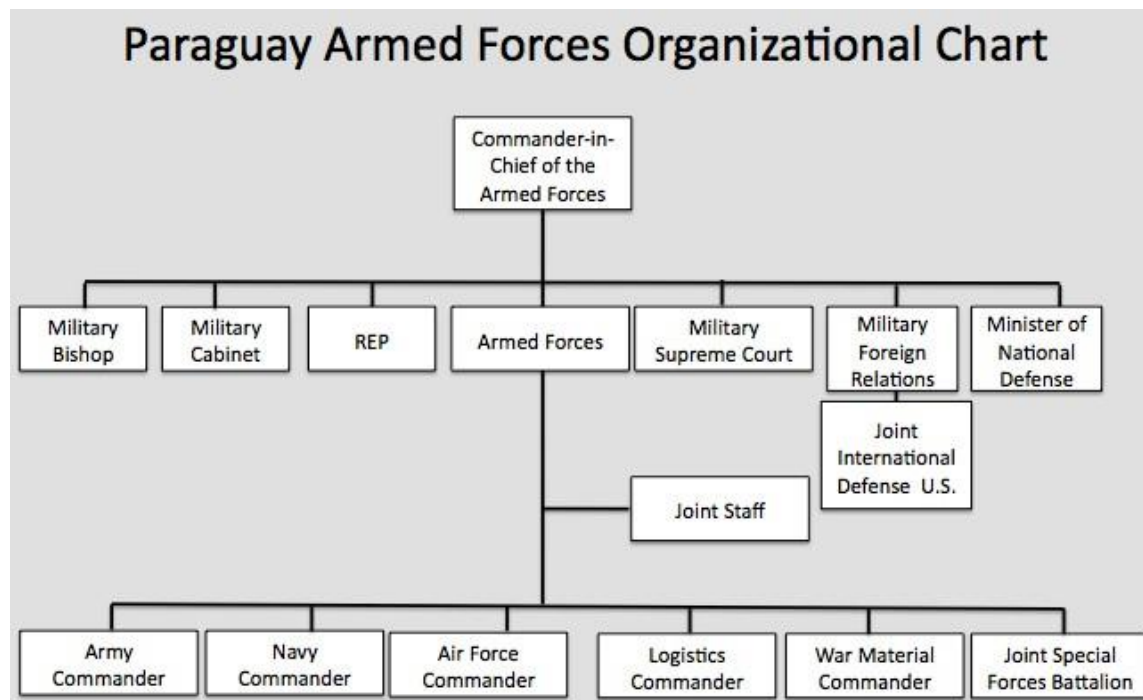 Paraguay Armed Forces Organizational Chart
Commander-in-
Chief of the
Armed Forces
Military
Bishop
Military
Cabinet
REP
Armed Forces
Military
Supreme Court
Military
Foreign
Relations
Minister of
National
Defense
Joint
International
Defense U.S.
Joint Staff
Army
Commander
Navy
Commander
Air Force
Commander
Logistics
Commander
War Material
Commander
Joint Special
Forces Battalion